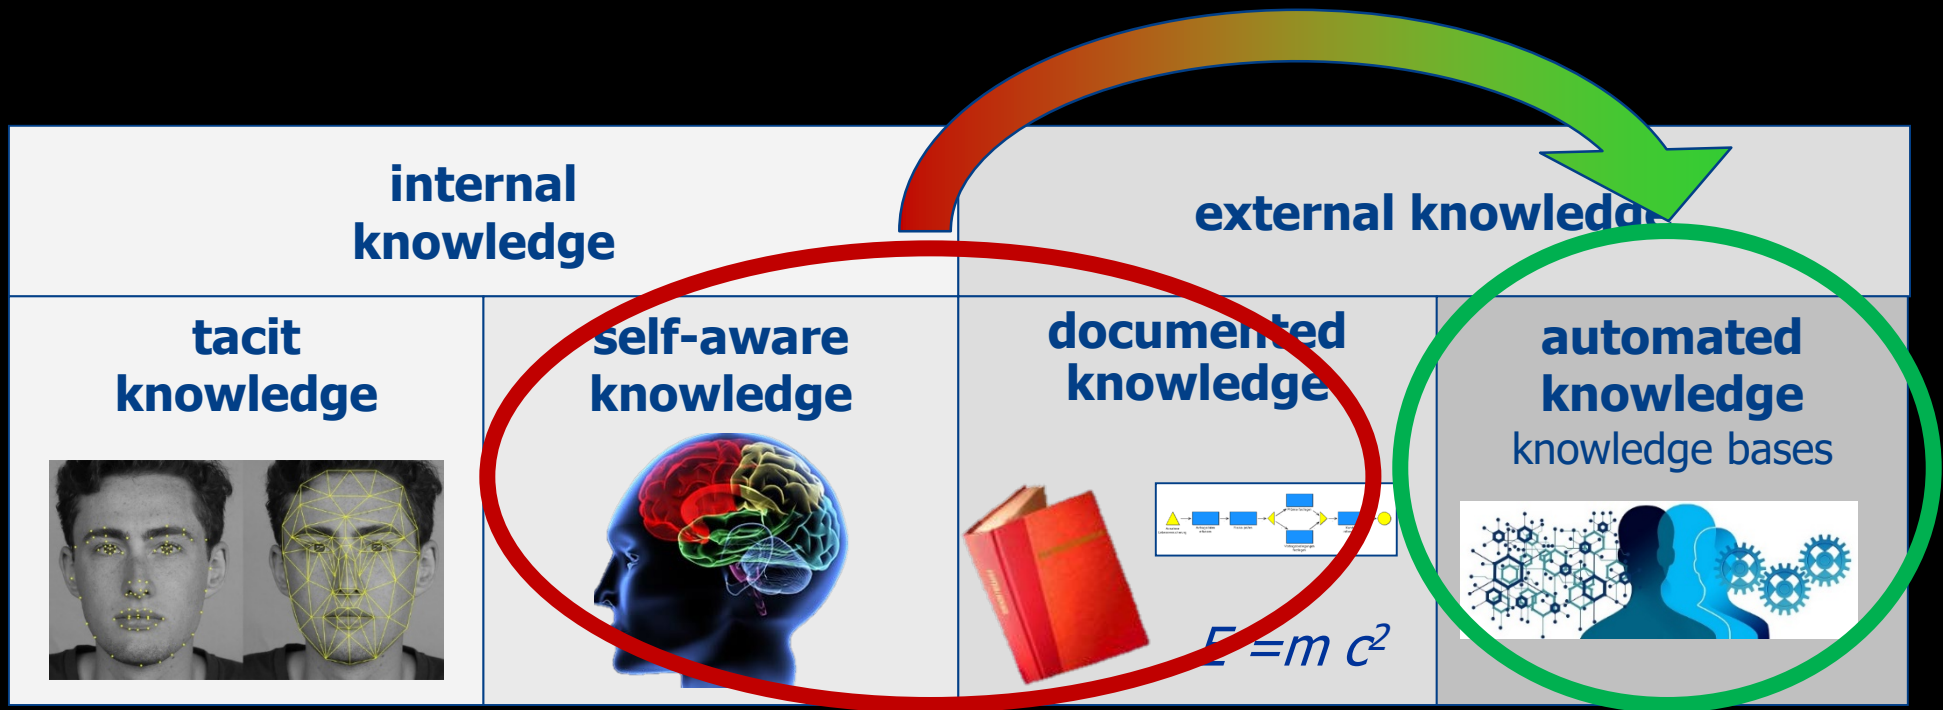 internal
knowledge
external knowledge
tacit
knowledge
self-aware
knowledge
documented
knowledge
automated
knowledge
knowledge bases
E =m c²